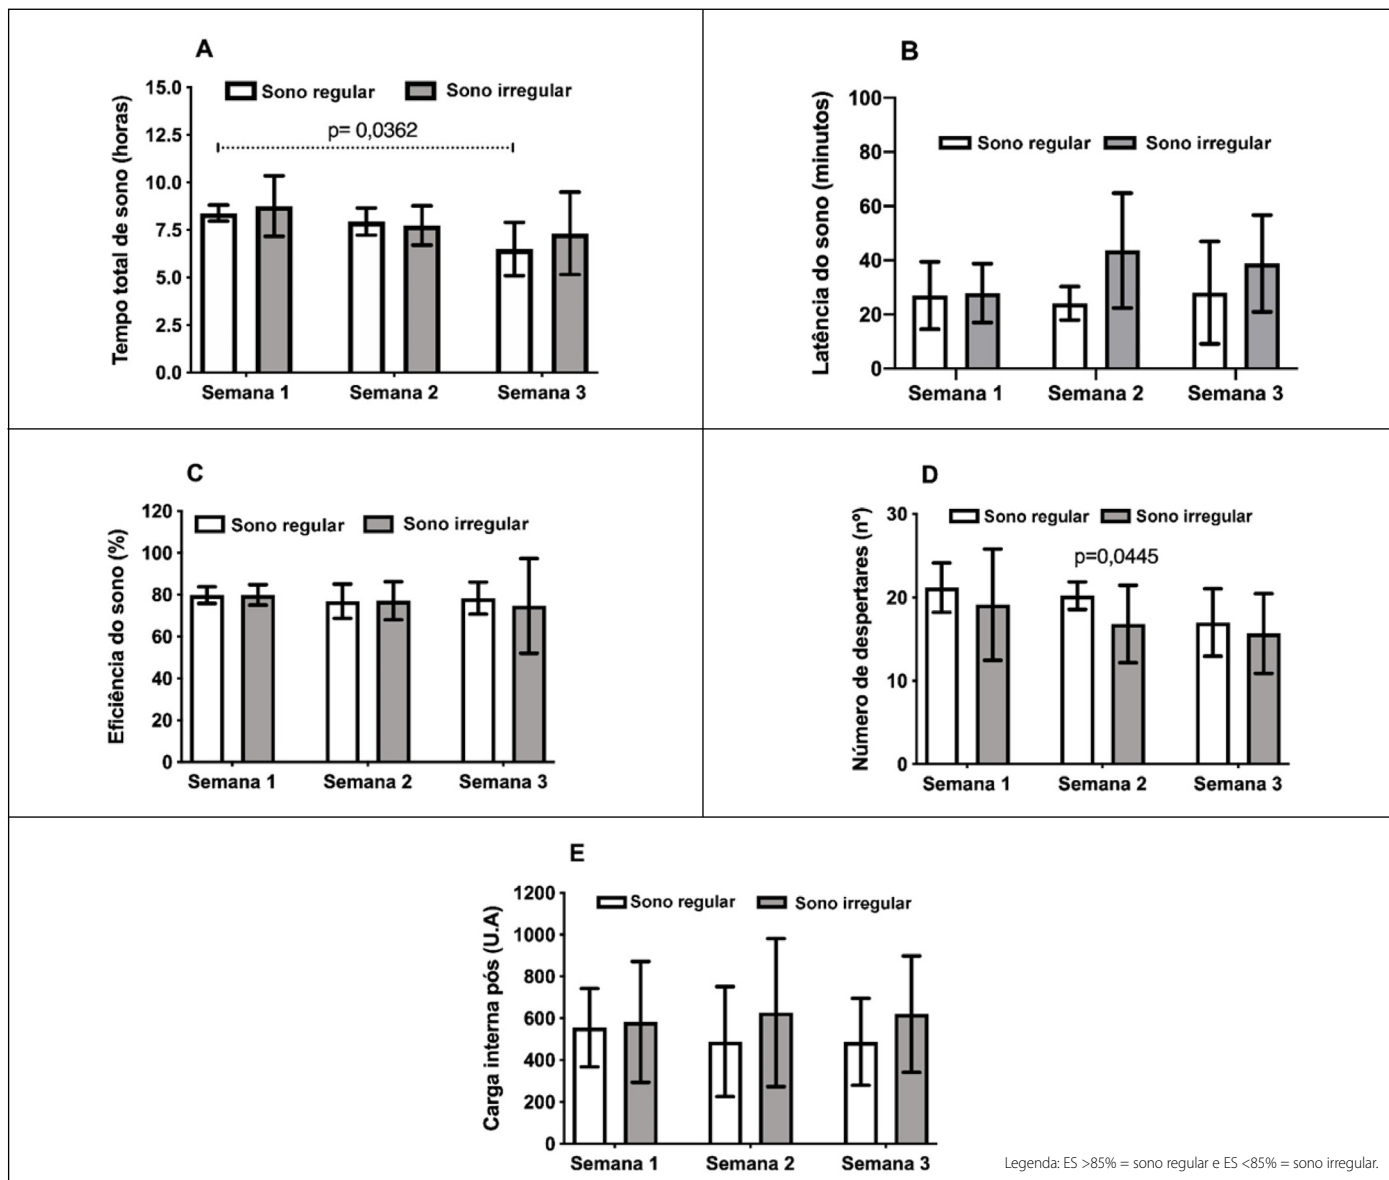 A
Sono regular
Sono irregular
p= 0,0362
Tempo total de sono (horas)
15.0
12.5
10.0
7.5
5.0
2.5
0.0
Semana 1
Semana 2
Semana 3
B
Sono regular
Sono irregular
Latência do sono (minutos)
100
80
60
40
20
0
Semana 1
Semana 2
Semana 3
C
Sono regular
Sono irregular
Eficiência do sono (%)
120
100
80
60
40
20
0
Semana 1
Semana 2
Semana 3
D
Sono regular
Sono irregular
p=0,0445
Número de despertares (nº)
30
20
10
0
Semana 1
Semana 2
Semana 3
E
Sono regular
Sono irregular
Carga interna pós (U.A)
1200
1000
800
600
400
200
0
Semana 1
Semana 2
Semana 3
Legenda: ES >85% = sono regular e ES <85% = sono irregular.